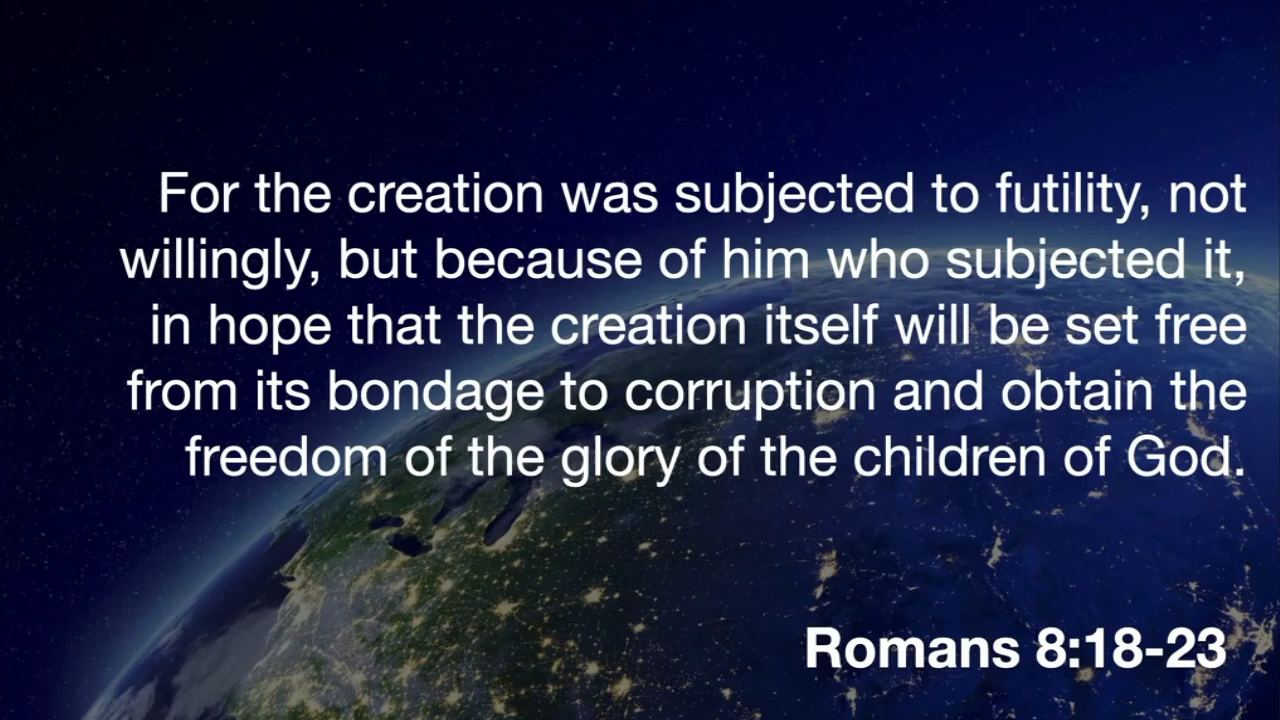 For the creation was subjected to futility, not
willingly, but because of him who subjected it,
in hope that the creation itself will be set free
from its bondage to corruption and obtain the
freedom of the glory of the children of God.
Romans 8:18-23